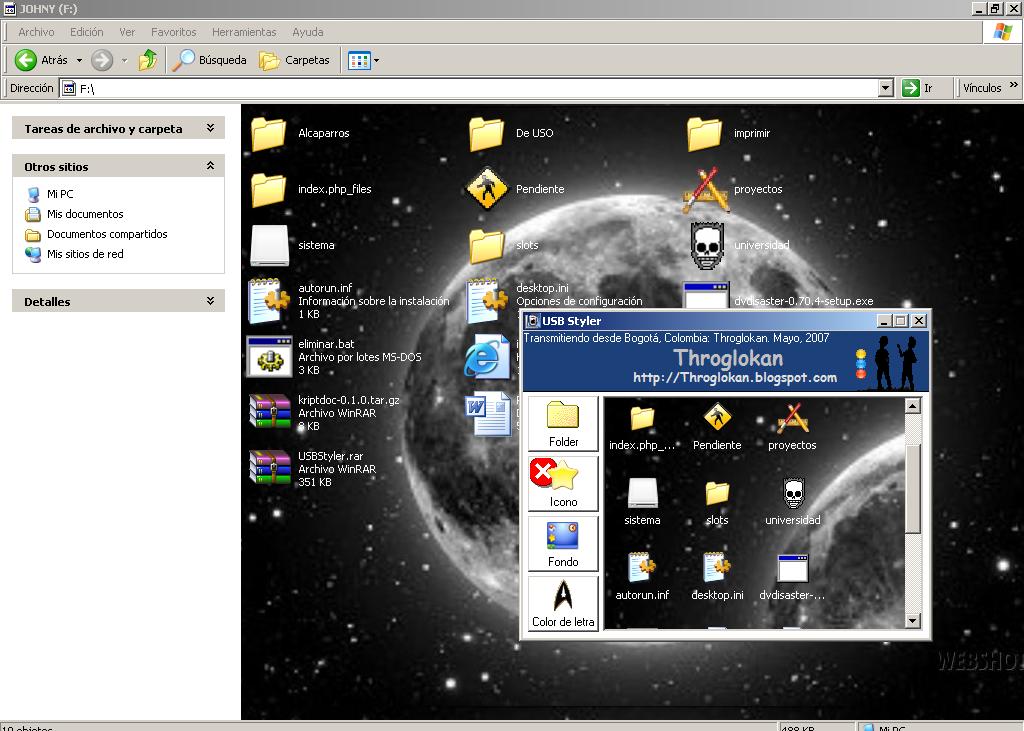 JOHNY (F:)
Archivo Edición Ver Favoritos Herramientas Ayuda
Atrás Búsqueda Carpetas
Dirección F:\ Ir Vínculos »
Tareas de archivo y carpeta
Otros sitios
Mi PC
Mis documentos
Documentos compartidos
Mis sitios de red
Detalles
Alcaparros De USO imprimir
index.php_files Pendiente proyectos
sistema slots universidad
autorun.inf
Información sobre la instalación
1 KB
desktop.ini
Opciones de configuración
dvdisaster-0.70.4-setup.exe
eliminar.bat
Archivo por lotes MS-DOS
3 KB
kriptdoc-0.1.0.tar.gz
Archivo WinRAR
8 KB
USBStyler.rar
Archivo WinRAR
351 KB
USB Styler
Transmitiendo desde Bogotá, Colombia: Throglokan. Mayo, 2007
Throglokan
http://Throglokan.blogspot.com
Folder
Icono
Fondo
Color de letra
index.php_... Pendiente proyectos
sistema slots universidad
autorun.inf desktop.ini dvdisaster-...
WEBSHO
488 KB Mi PC